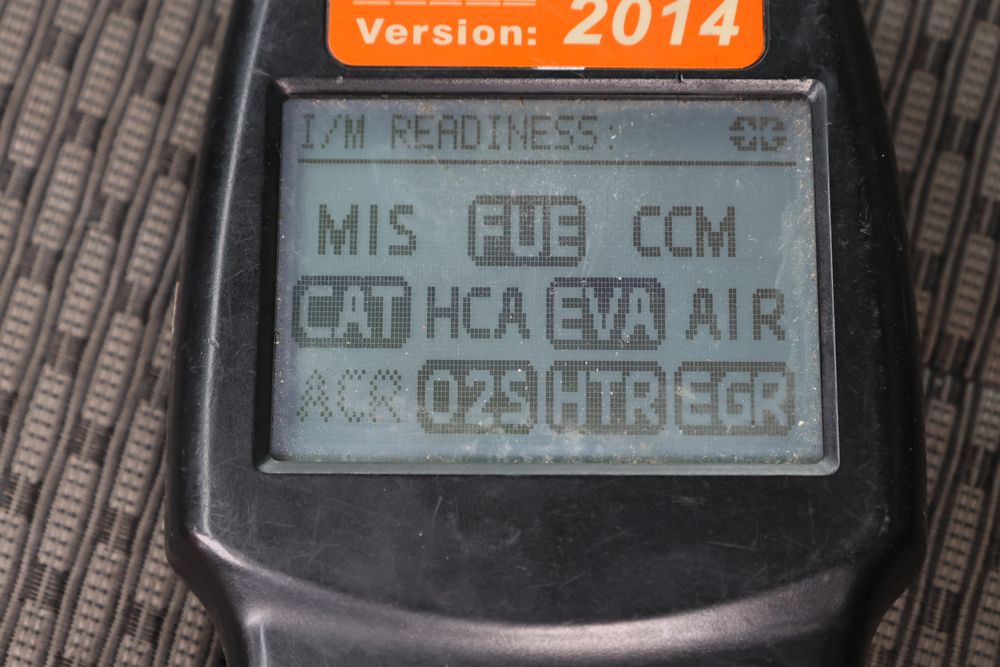 Version: 2014
I/M READINESS:
MIS FUE CCM
CAT HCA EVA AIR
ACR O2S HTR EGR